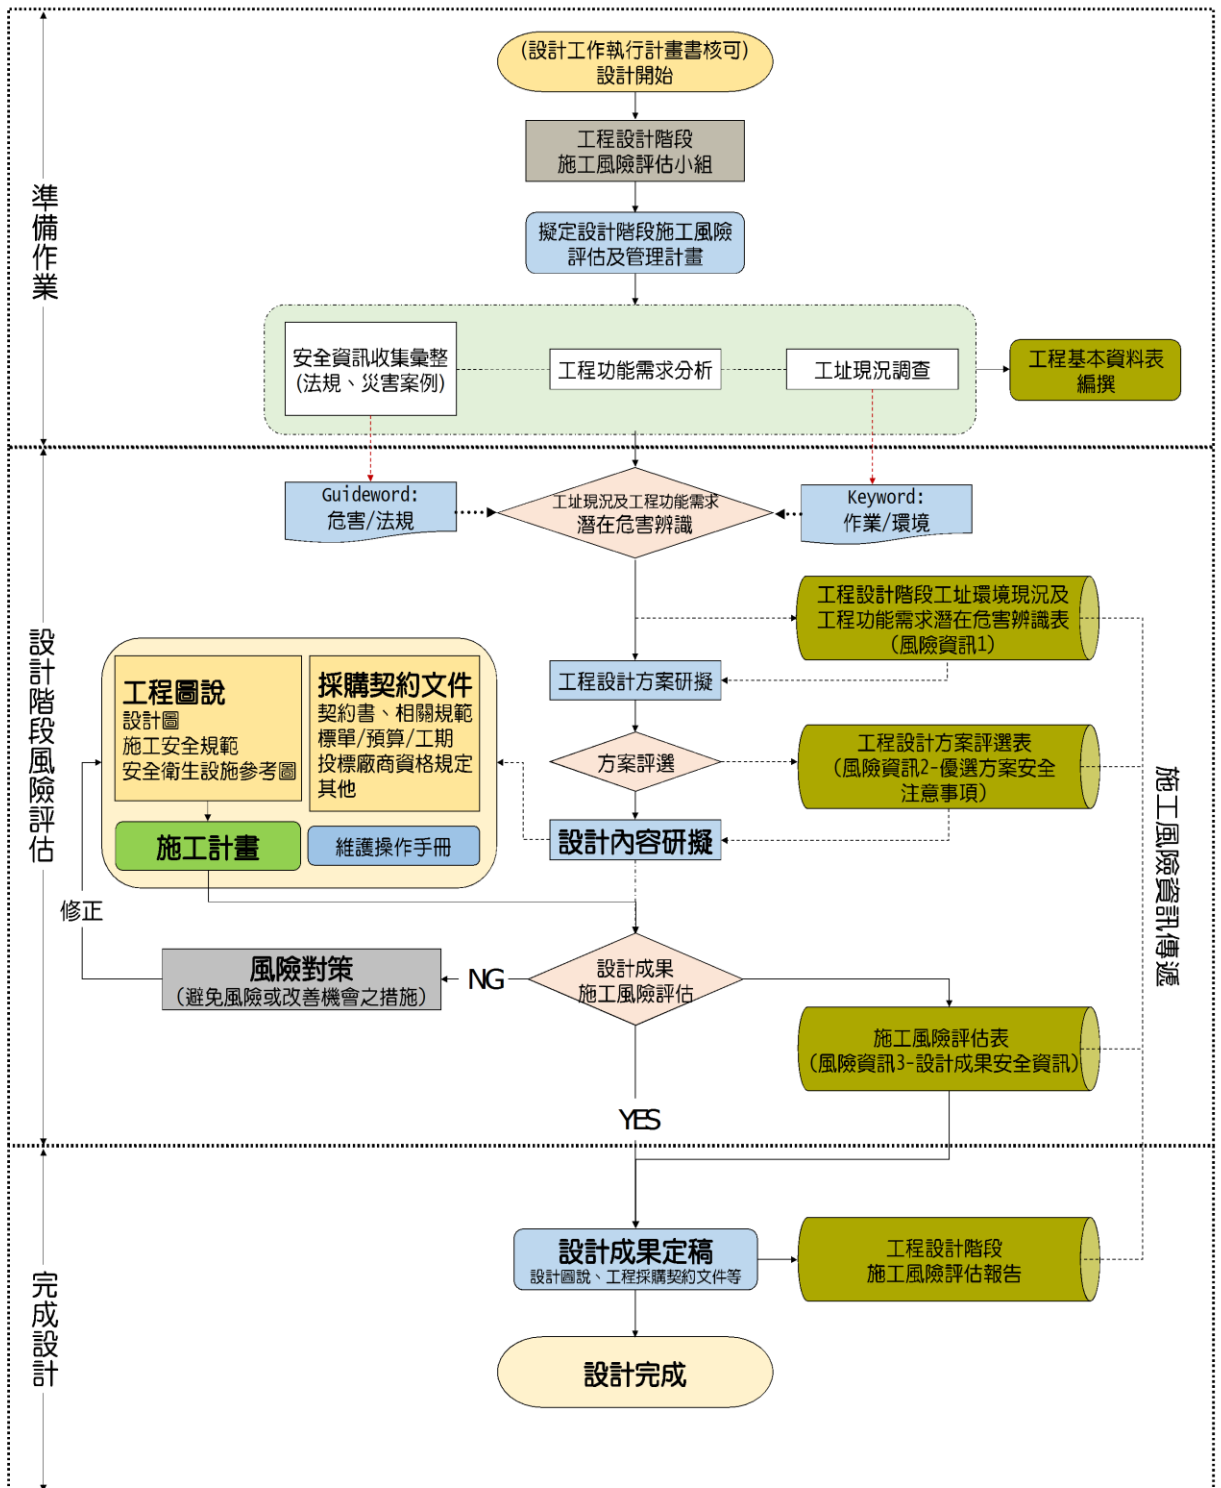 準備作業
(設計工作執行計畫書核可)
設計開始
工程設計階段
施工風險評估小組
擬定設計階段施工風險
評估及管理計畫
安全資訊收集彙整
(法規、災害案例)
工程功能需求分析
工址現況調查
工程基本資料表
編撰
設計階段風險評估
Guideword:
危害/法規
工址現況及工程功能需求
潛在危害辨識
Keyword:
作業/環境
工程設計階段工址環境現況及
工程功能需求潛在危害辨識表
(風險資訊1)
工程設計方案研擬
工程圖說
設計圖
施工安全規範
安全衛生設施參考圖
採購契約文件
契約書、相關規範
標單/預算/工期
投標廠商資格規定
其他
方案評選
工程設計方案評選表
(風險資訊2-優選方案安全
注意事項)
施工計畫
維護操作手冊
設計內容研擬
施工風險資訊傳遞
修正
風險對策
(避免風險或改善機會之措施)
NG
設計成果
施工風險評估
施工風險評估表
(風險資訊3-設計成果安全資訊)
YES
完成設計
設計成果定稿
設計圖說、工程採購契約文件等
工程設計階段
施工風險評估報告
設計完成